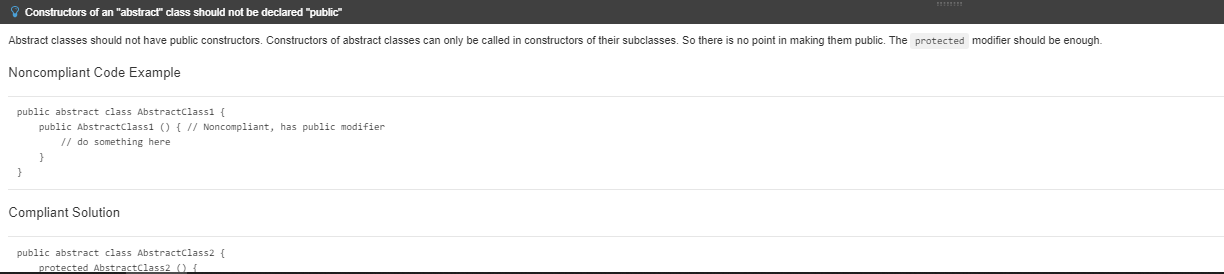 Constructors of an "abstract" class should not be declared "public"
Abstract classes should not have public constructors. Constructors of abstract classes can only be called in constructors of their subclasses. So there is no point in making them public. The protected modifier should be enough.
Noncompliant Code Example
public abstract class AbstractClass1 {
    public AbstractClass1 () { // Noncompliant, has public modifier
        // do something here
    }
}
Compliant Solution
public abstract class AbstractClass2 {
    protected AbstractClass2 () {